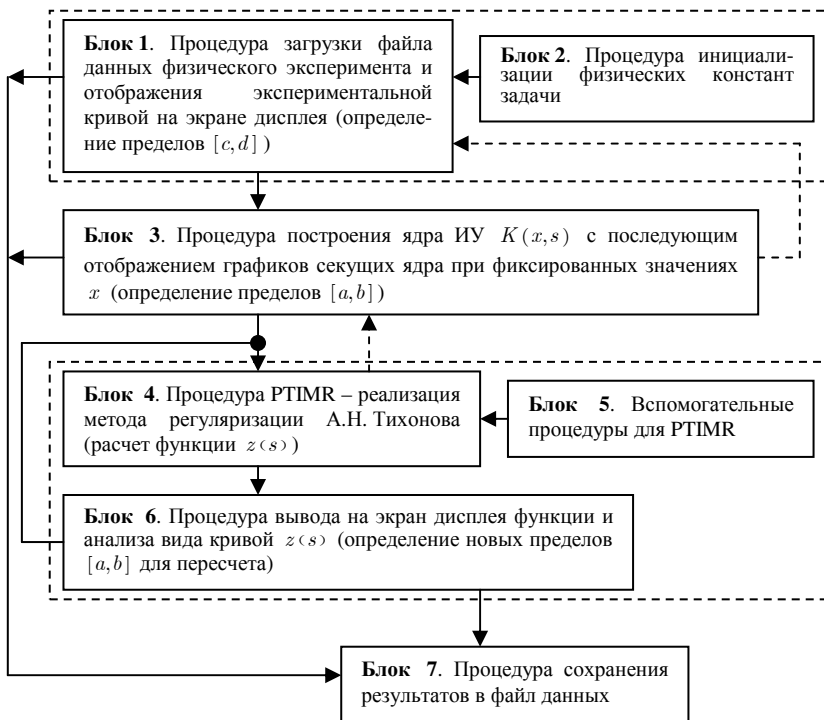 Блок 1. Процедура загрузки файла
данных физического эксперимента и
отображения экспериментальной
кривой на экране дисплея (определе-
ние пределов [c, d])
Блок 2. Процедура инициали-
зации физических констант
задачи
Блок 3. Процедура построения ядра ИУ K(x, s) с последующим
отображением графиков секущих ядра при фиксированных значениях
x (определение пределов [a, b])
Блок 4. Процедура PTIMR – реализация
метода регуляризации А.Н. Тихонова
(расчет функции z(s))
Блок 5. Вспомогательные
процедуры для PTIMR
Блок 6. Процедура вывода на экран дисплея функции и
анализа вида кривой z(s) (определение новых пределов
[a, b] для пересчета)
Блок 7. Процедура сохранения
результатов в файл данных